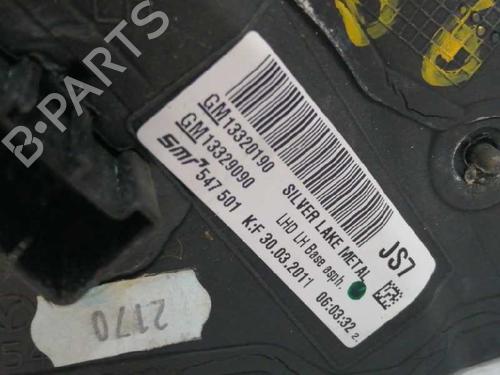 GM13320190
GM13329090
smr 547 501
SILVER LAKE METAL
LHD LH Base asph.
K:F 30.03.2011 06:03:32 2
JS7
2170
B-PARTS